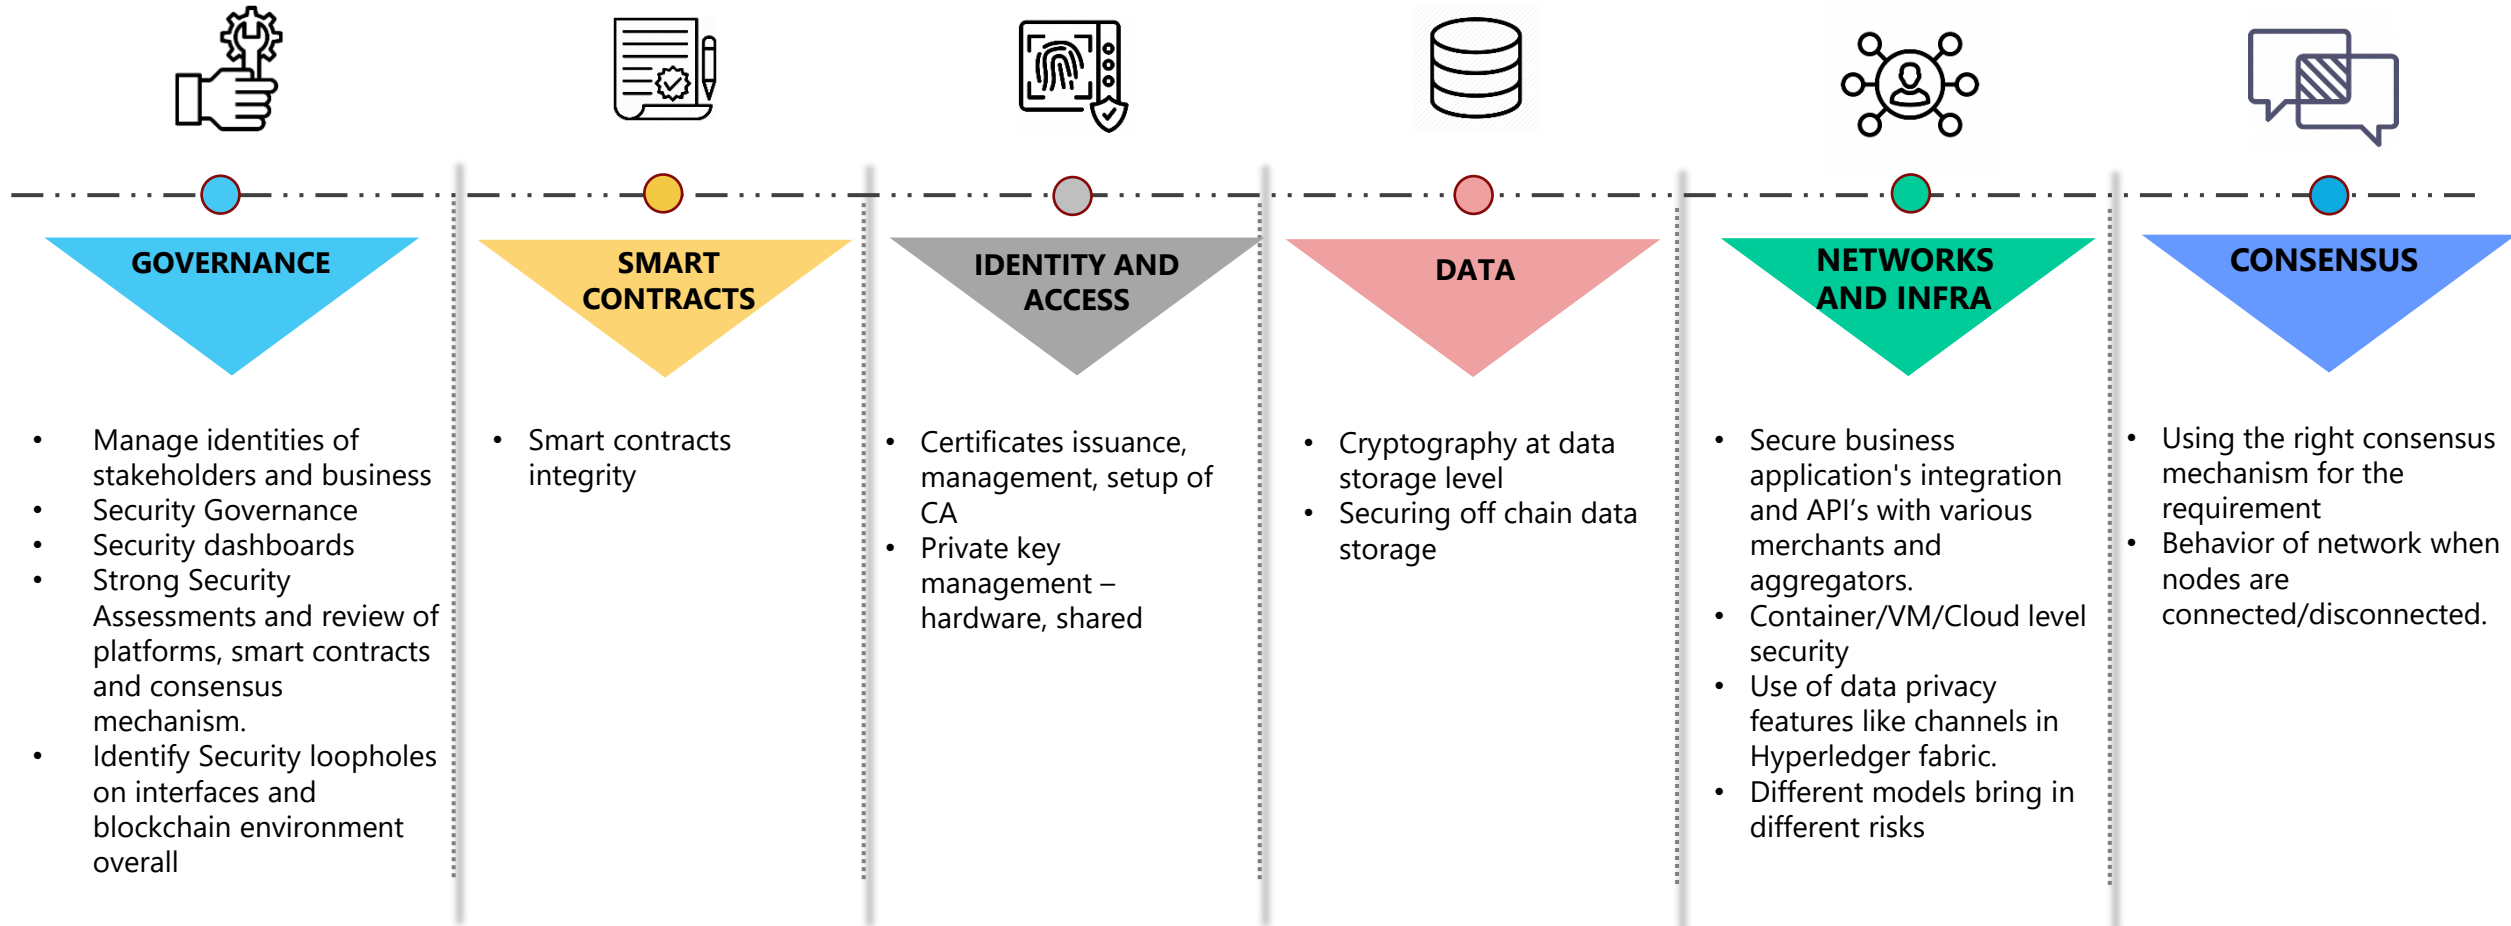 GOVERNANCE
• Manage identities of
stakeholders and business
• Security Governance
• Security dashboards
• Strong Security
Assessments and review of
platforms, smart contracts
and consensus
mechanism.
• Identify Security loopholes
on interfaces and
blockchain environment
overall
SMART
CONTRACTS
• Smart contracts
integrity
IDENTITY AND
ACCESS
• Certificates issuance,
management, setup of
CA
• Private key
management –
hardware, shared
DATA
• Cryptography at data
storage level
• Securing off chain data
storage
NETWORKS
AND INFRA
• Secure business
application's integration
and API’s with various
merchants and
aggregators.
• Container/VM/Cloud level
security
• Use of data privacy
features like channels in
Hyperledger fabric.
• Different models bring in
different risks
CONSENSUS
• Using the right consensus
mechanism for the
requirement
• Behavior of network when
nodes are
connected/disconnected.